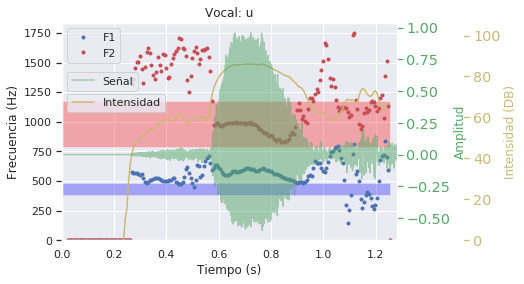 Vocal: u
F1
F2
Señal
Intensidad
Frecuencia (Hz)
1750
1500
1250
1000
750
500
250
0
0.0 0.2 0.4 0.6 0.8 1.0 1.2
Tiempo (s)
1.00
0.75
0.50
0.25
0.00
−0.25
−0.50
Amplitud
100
80
60
40
20
0
Intensidad (DB)